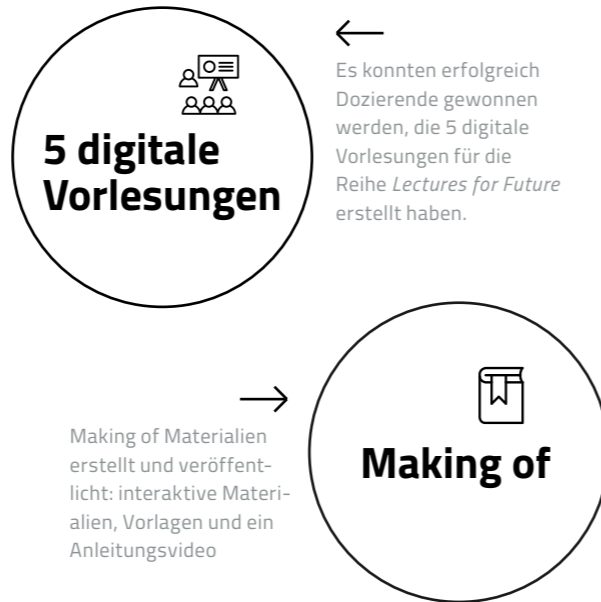 5 digitale
Vorlesungen
Es konnten erfolgreich
Dozierende gewonnen
werden, die 5 digitale
Vorlesungen für die
Reihe Lectures for Future
erstellt haben.
Making of Materialien
erstellt und veröffent-
licht: interaktive Materi-
alien, Vorlagen und ein
Anleitungsvideo
Making of